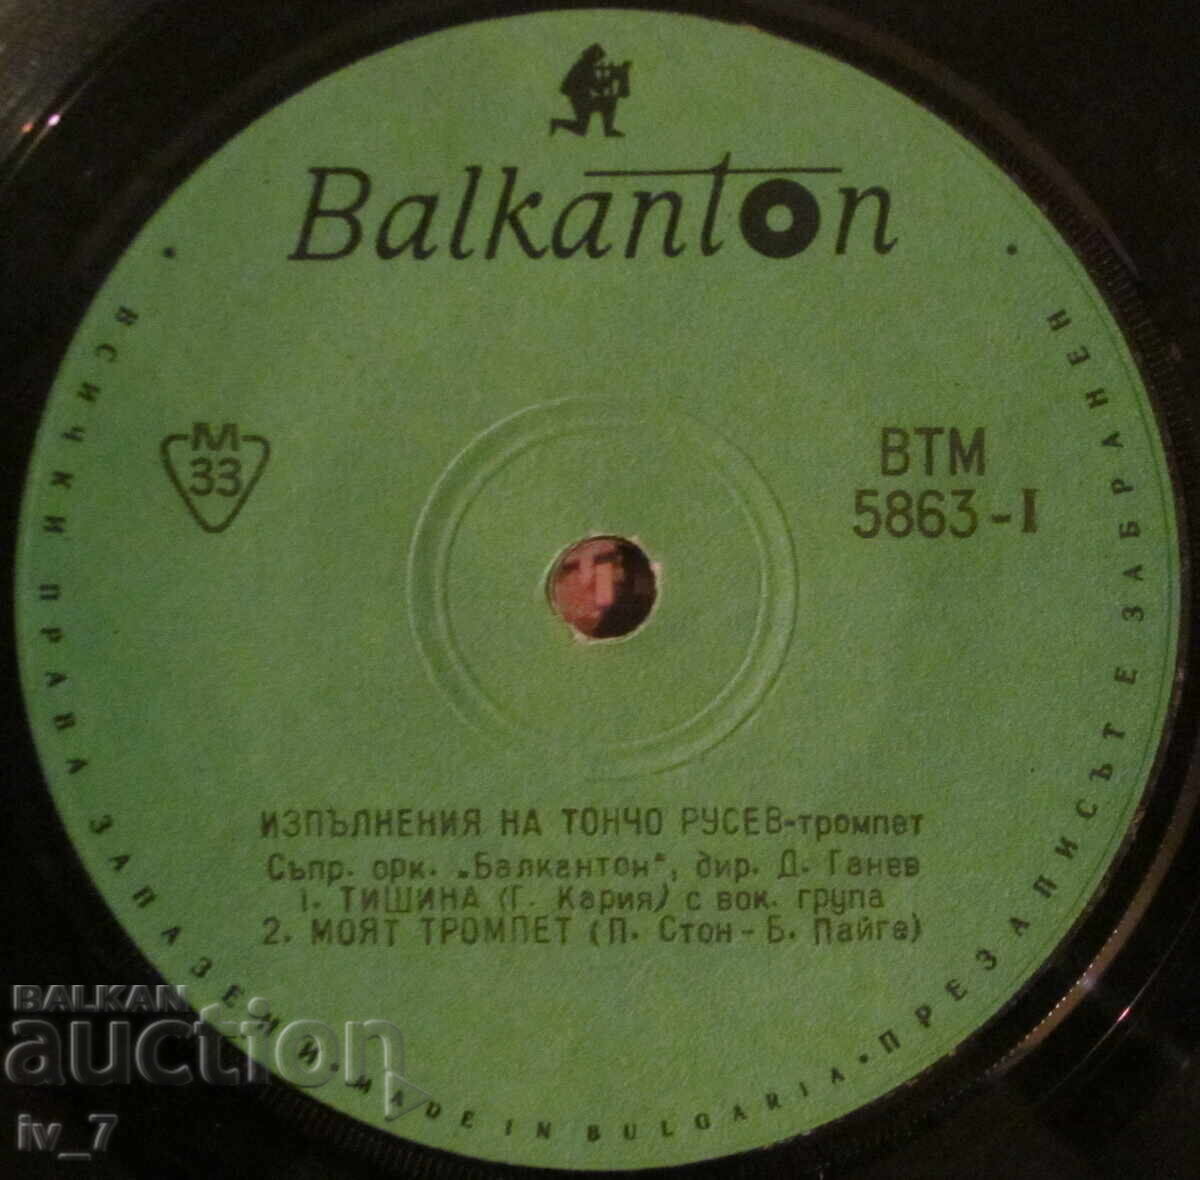 Balkanton
М
33
ВТМ
5863-I
ИЗПЪЛНЕНИЯ НА ТОНЧО РУСЕВ-тромпет
Съпр. орк. „Балкантон", дир. Д. Ганев
1. ТИШИНА (Г. Кария) с вок. група
2. МОЯТ ТРОМПЕТ (П. Стон - Б. Пайге)
• ВСИЧКИ ПРАВА ЗАПАЗЕНИ • MADE IN BULGARIA • ПРЕЗАПИСЪТ Е ЗАБРАНЕН •
BALKAN
auction
iv_7